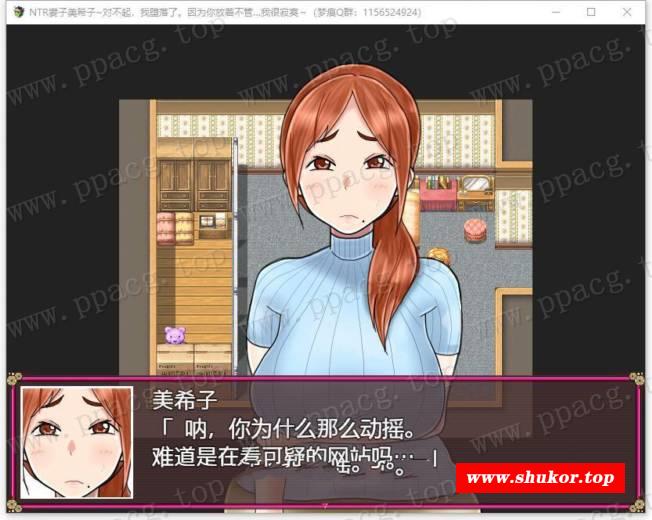 NTR妻子美希子~对不起，我堕落了。因为你放着不管...我很寂寞~（梦瘾Q群：1156524924）
www.ppacg.top
美希子
「 呐，你为什么那么动摇。
难道是在看可疑的网站吗…
www.shukor.top